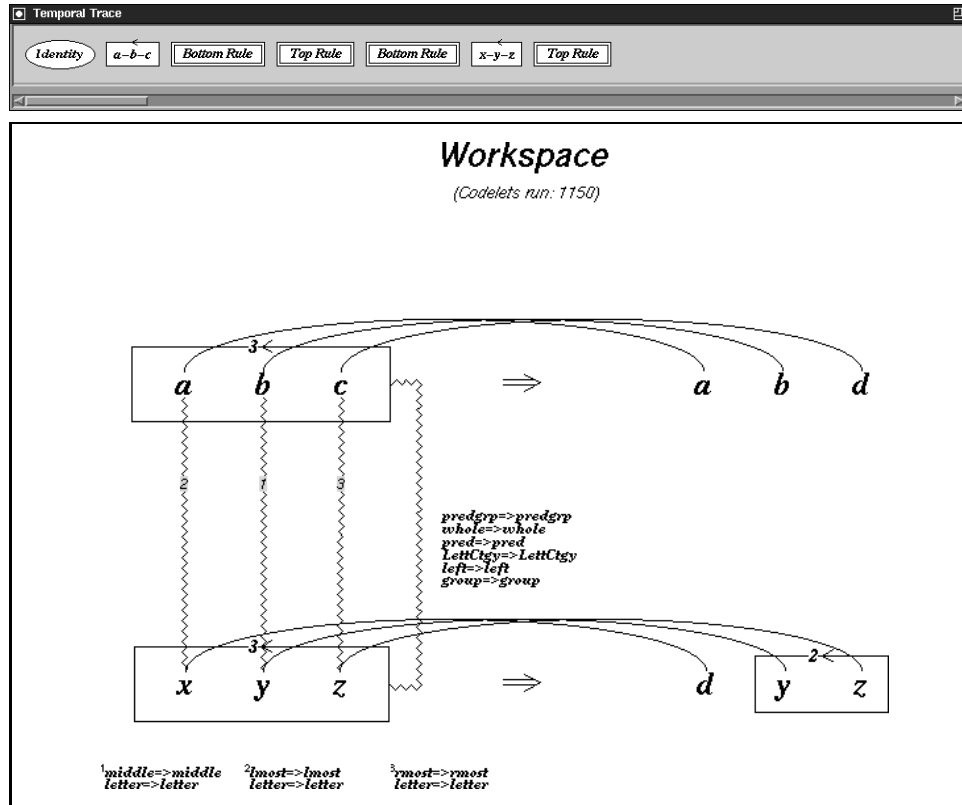 Temporal Trace
Identity a-b-c Bottom Rule Top Rule Bottom Rule x-y-z Top Rule
Workspace
(Codelets run: 1150)
3
a b c a b d
2 1 3
predgrp=>predgrp
whole=>whole
pred=>pred
LettCtgy=>LettCtgy
left=>left
group=>group
3 2
x y z d y z
1middle=>middle 2lmost=>lmost 3rmost=>rmost
letter=>letter letter=>letter letter=>letter